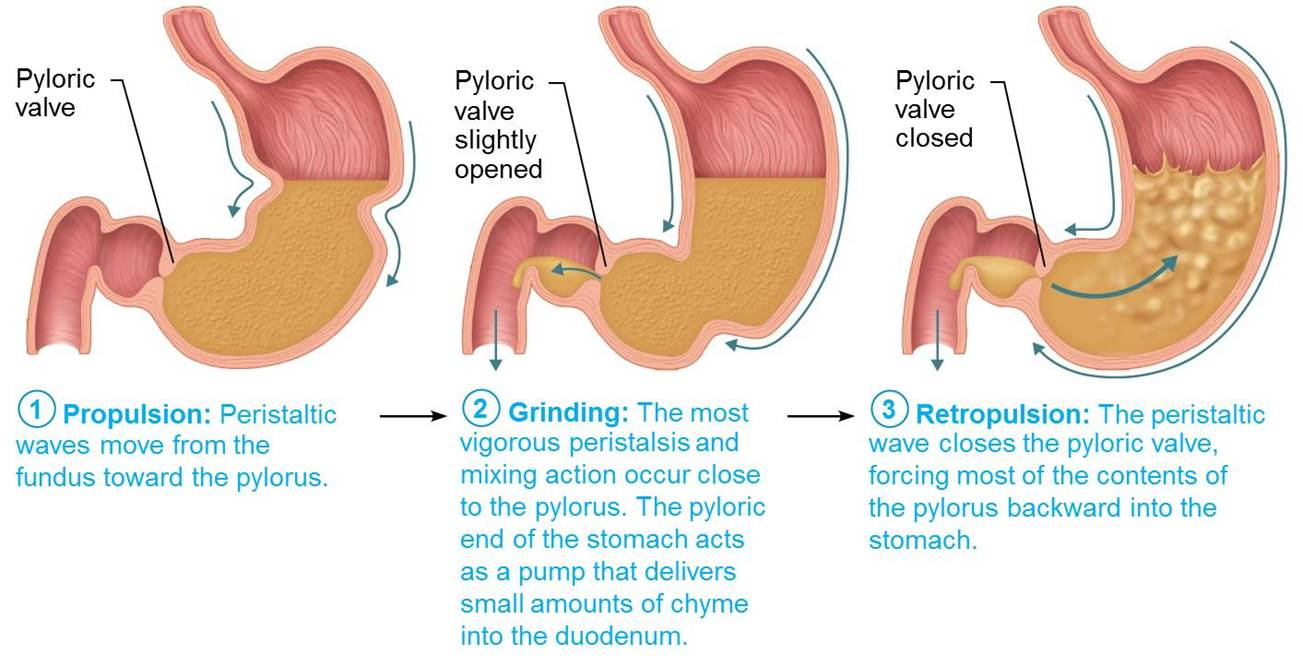 Pyloric
valve
Pyloric
valve
slightly
opened
Pyloric
valve
closed
1 Propulsion: Peristaltic
waves move from the
fundus toward the pylorus.
2 Grinding: The most
vigorous peristalsis and
mixing action occur close
to the pylorus. The pyloric
end of the stomach acts
as a pump that delivers
small amounts of chyme
into the duodenum.
3 Retropulsion: The peristaltic
wave closes the pyloric valve,
forcing most of the contents of
the pylorus backward into the
stomach.